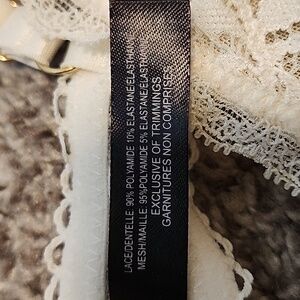 LACE/DENTELLE: 90% POLYAMIDE 10% ELASTANE/ELASTHANNE
MESH/MAILLE: 95%POLYAMIDE 5% ELASTANE/ELASTHANNE
EXCLUSIVE OF TRIMMINGS
GARNITURES NON COMPRISES